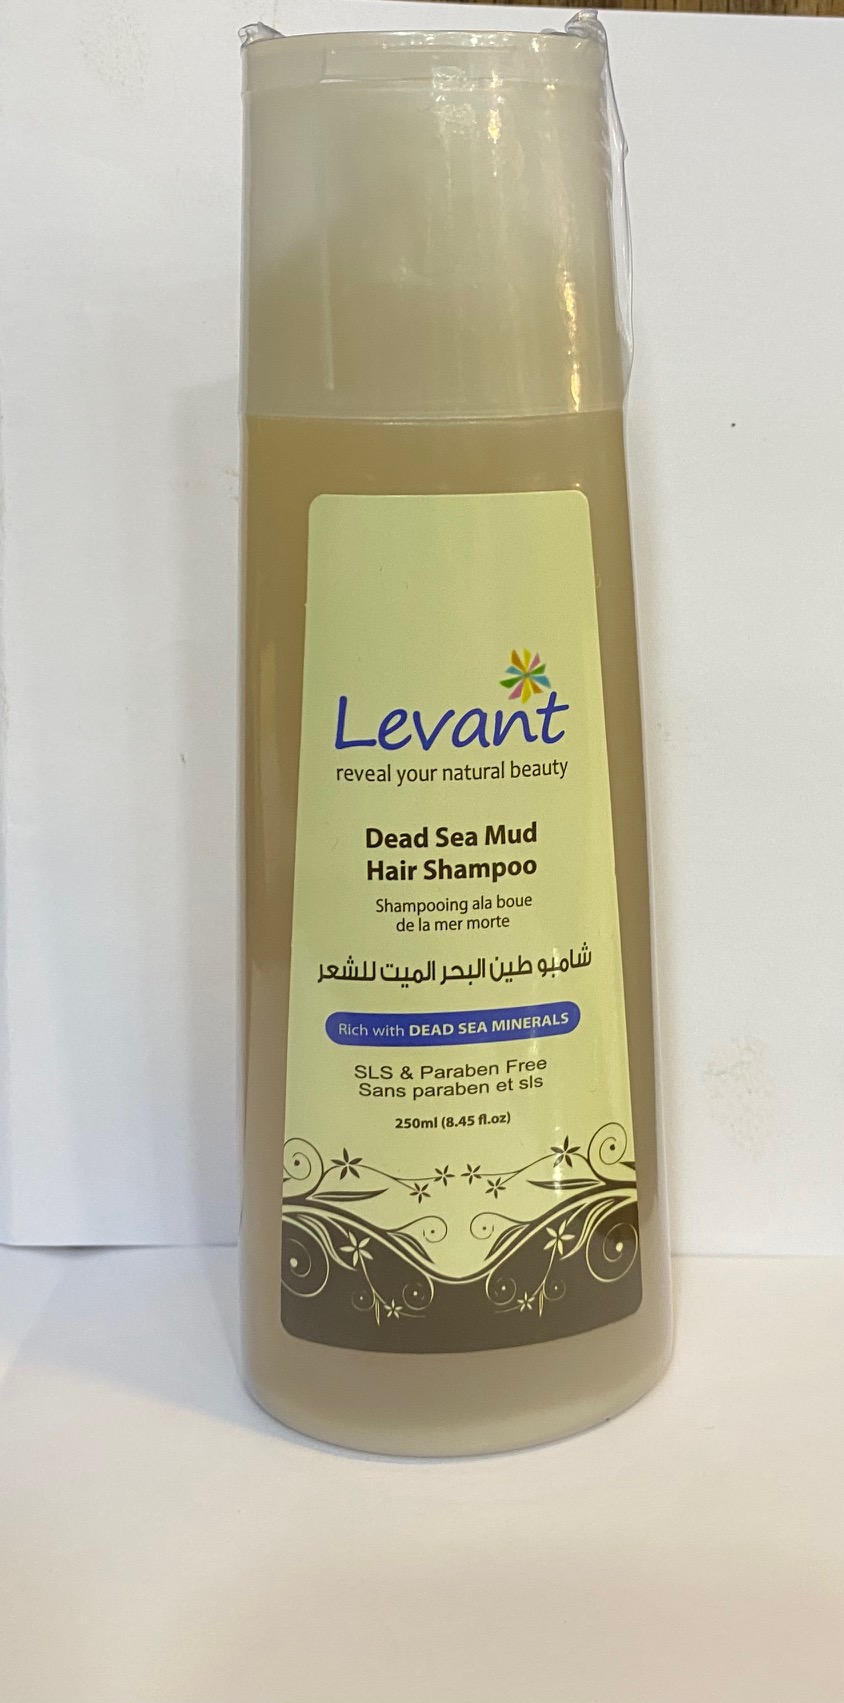 Levant
reveal your natural beauty
Dead Sea Mud
Hair Shampoo
Shampooing ala boue
de la mer morte
شامبو طين البحر الميت للشعر
Rich with DEAD SEA MINERALS
SLS & Paraben Free
Sans paraben et sls
250ml (8.45 fl.oz)